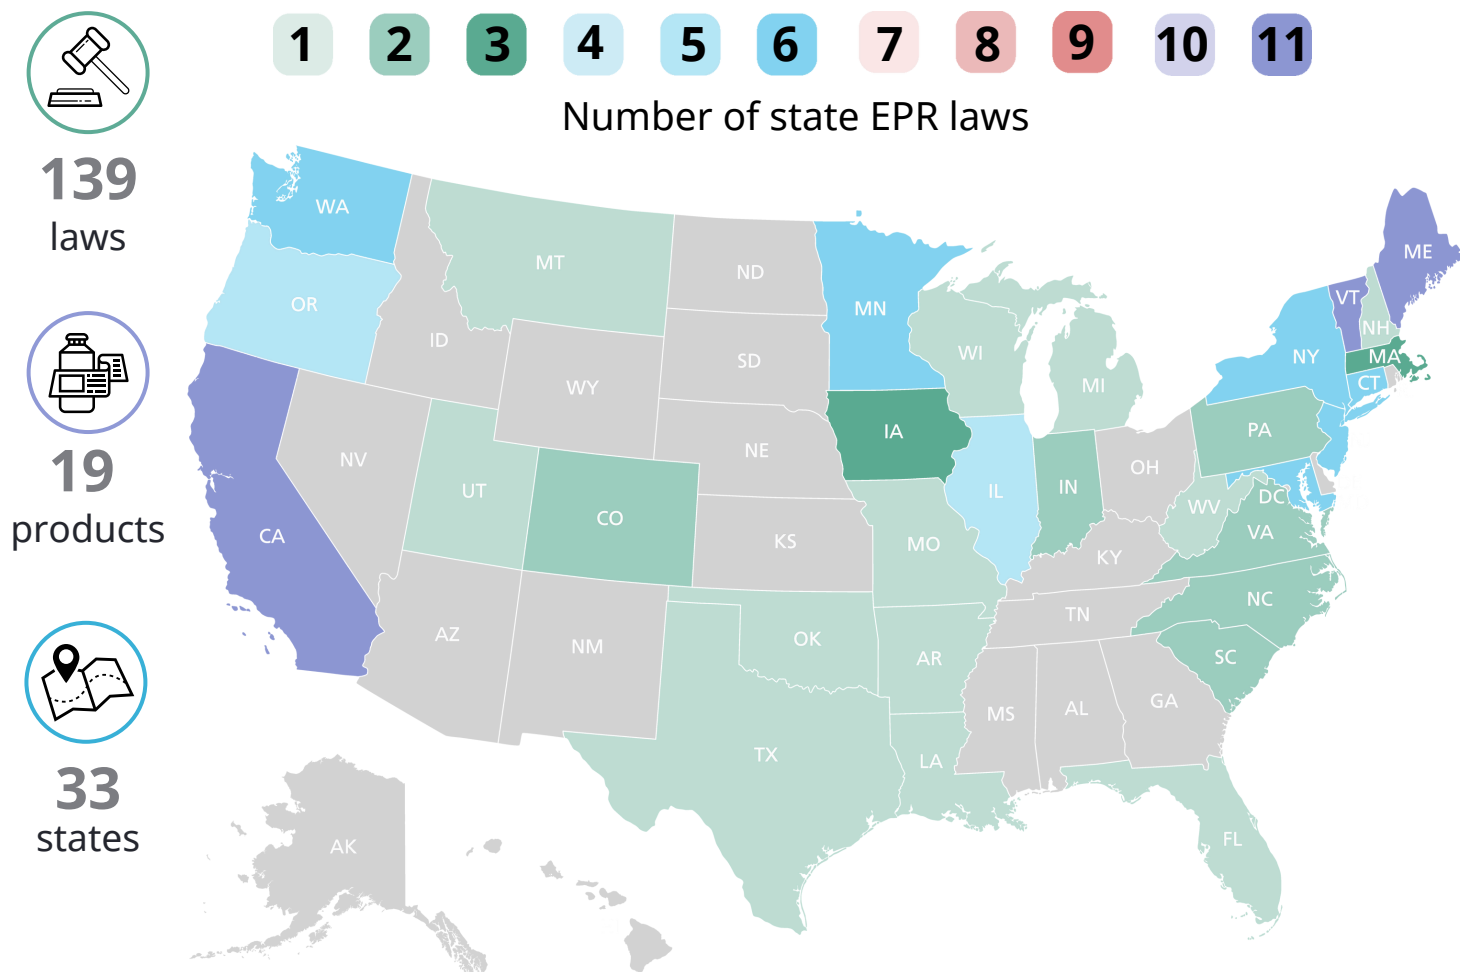 1 2 3 4 5 6 7 8 9 10 11
Number of state EPR laws
139
laws
19
products
33
states
WA
MT
ND
ME
OR
MN
VT
ID
NH
WI
NY
MA
SD
WY
MI
CT
IA
PA
NE
NV
OH
UT
IL
IN
DC
WV
CO
CA
KS
MO
VA
KY
NC
AZ
TN
NM
OK
AR
SC
MS
AL
GA
TX
LA
FL
AK